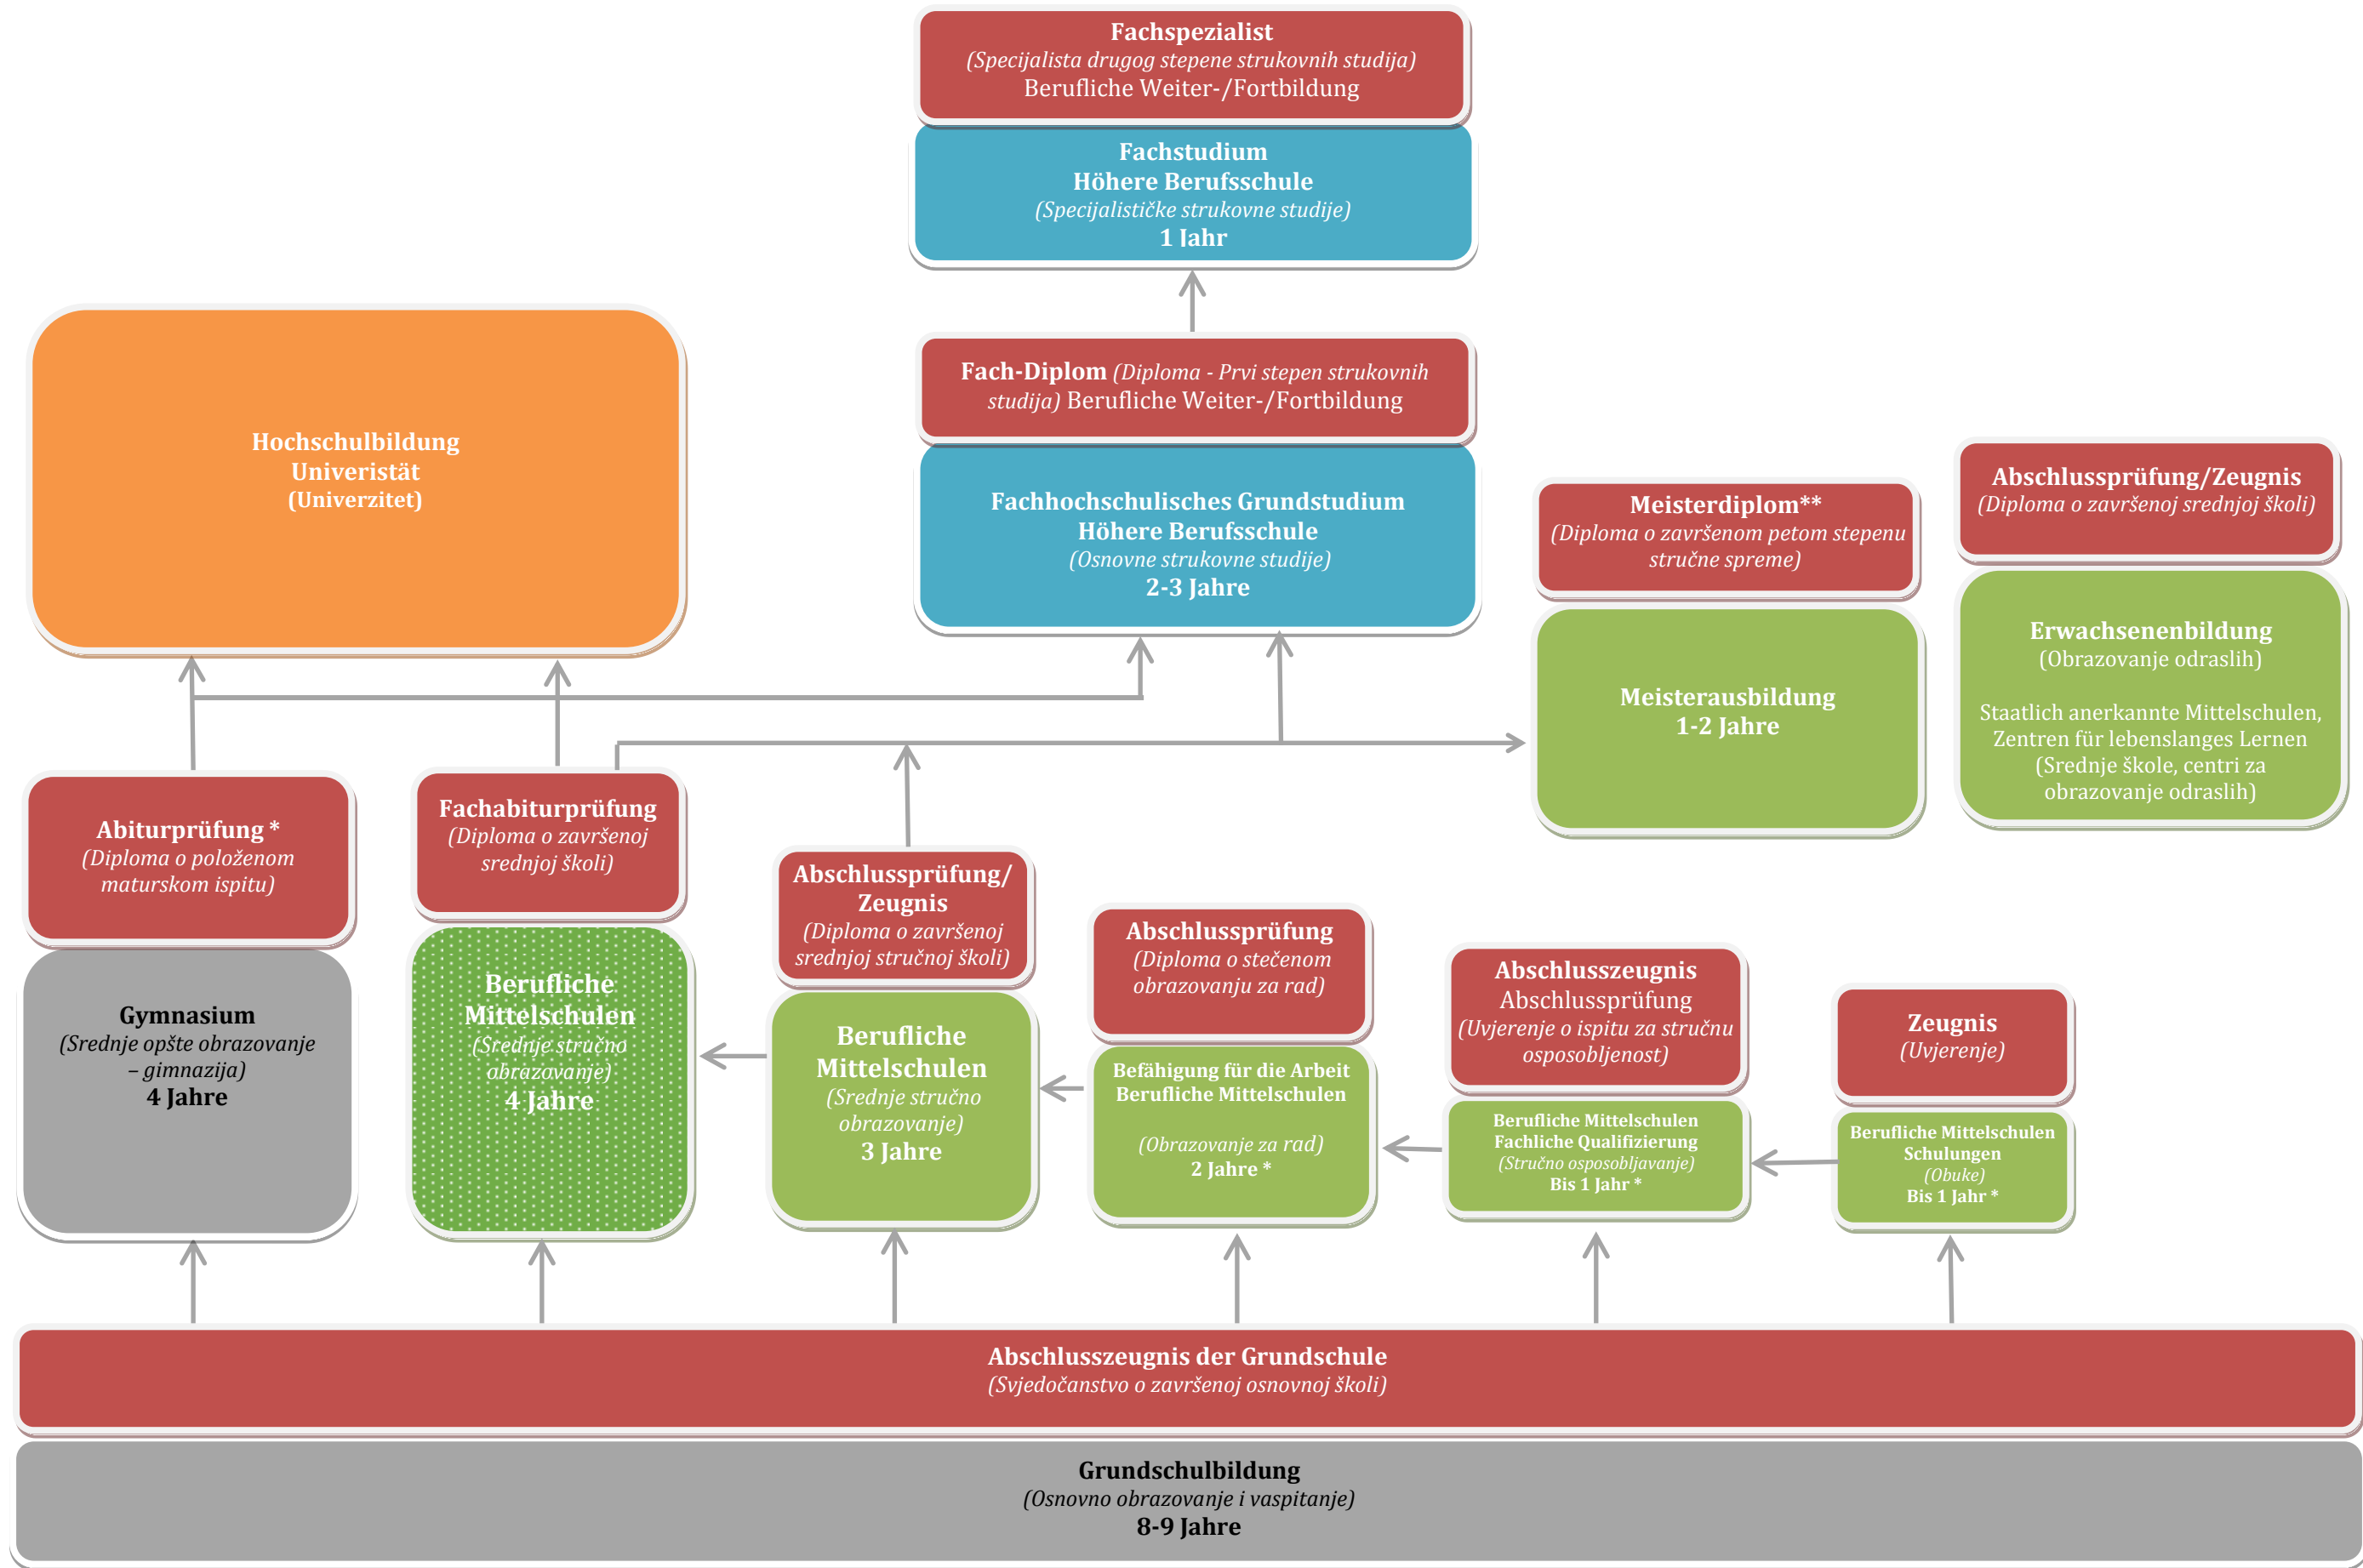 Fachspezialist
(Specijalista drugog stepene strukovnih studija)
Berufliche Weiter-/Fortbildung
Fachstudium
Höhere Berufsschule
(Specijalističke strukovne studije)
1 Jahr
Fach-Diplom (Diploma - Prvi stepen strukovnih
studija) Berufliche Weiter-/Fortbildung
Hochschulbildung
Univeristät
(Univerzitet)
Fachhochschulisches Grundstudium
Höhere Berufsschule
(Osnovne strukovne studije)
2-3 Jahre
Meisterdiplom**
(Diploma o završenom petom stepenu
stručne spreme)
Meisterausbildung
1-2 Jahre
Abschlussprüfung/Zeugnis
(Diploma o završenoj srednjoj školi)
Erwachsenenbildung
(Obrazovanje odraslih)
Staatlich anerkannte Mittelschulen,
Zentren für lebenslanges Lernen
(Srednje škole, centri za
obrazovanje odraslih)
Abiturprüfung *
(Diploma o položenom
maturskom ispitu)
Gymnasium
(Srednje opšte obrazovanje
– gimnazija)
4 Jahre
Fachabiturprüfung
(Diploma o završenoj
srednjoj školi)
Berufliche
Mittelschulen
(Srednje stručno
obrazovanje)
4 Jahre
Abschlussprüfung/
Zeugnis
(Diploma o završenoj
srednjoj stručnoj školi)
Berufliche
Mittelschulen
(Srednje stručno
obrazovanje)
3 Jahre
Abschlussprüfung
(Diploma o stečenom
obrazovanju za rad)
Befähigung für die Arbeit
Berufliche Mittelschulen
(Obrazovanje za rad)
2 Jahre *
Abschlusszeugnis
Abschlussprüfung
(Uvjerenje o ispitu za stručnu
osposobljenost)
Berufliche Mittelschulen
Fachliche Qualifizierung
(Stručno osposobljavanje)
Bis 1 Jahr *
Zeugnis
(Uvjerenje)
Berufliche Mittelschulen
Schulungen
(Obuke)
Bis 1 Jahr *
Abschlusszeugnis der Grundschule
(Svjedočanstvo o završenoj osnovnoj školi)
Grundschulbildung
(Osnovno obrazovanje i vaspitanje)
8-9 Jahre